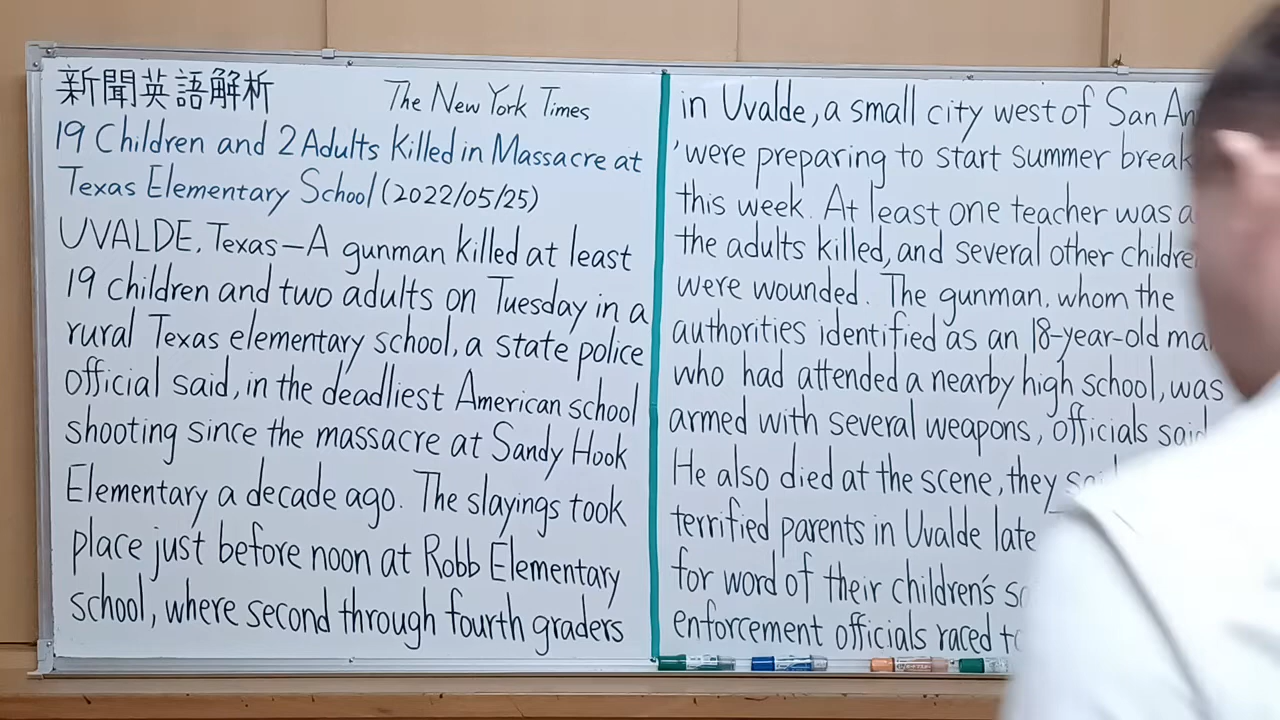 新聞英語解析
The New York Times
19 Children and 2 Adults Killed in Massacre at
Texas Elementary School (2022/05/25)
UVALDE, Texas—A gunman killed at least
19 children and two adults on Tuesday in a
rural Texas elementary school, a state police
official said, in the deadliest American school
shooting since the massacre at Sandy Hook
Elementary a decade ago. The slayings took
place just before noon at Robb Elementary
school, where second through fourth graders
in Uvalde, a small city west of San
were preparing to start summer break
this week. At least one teacher was
the adults killed, and several other
were wounded. The gunman, whom the
authorities identified as an 18-year-old
who had attended a nearby high school, was
armed with several weapons, officials
He also died at the scene, they
terrified parents in Uvalde late
for word of their children's
enforcement officials raced